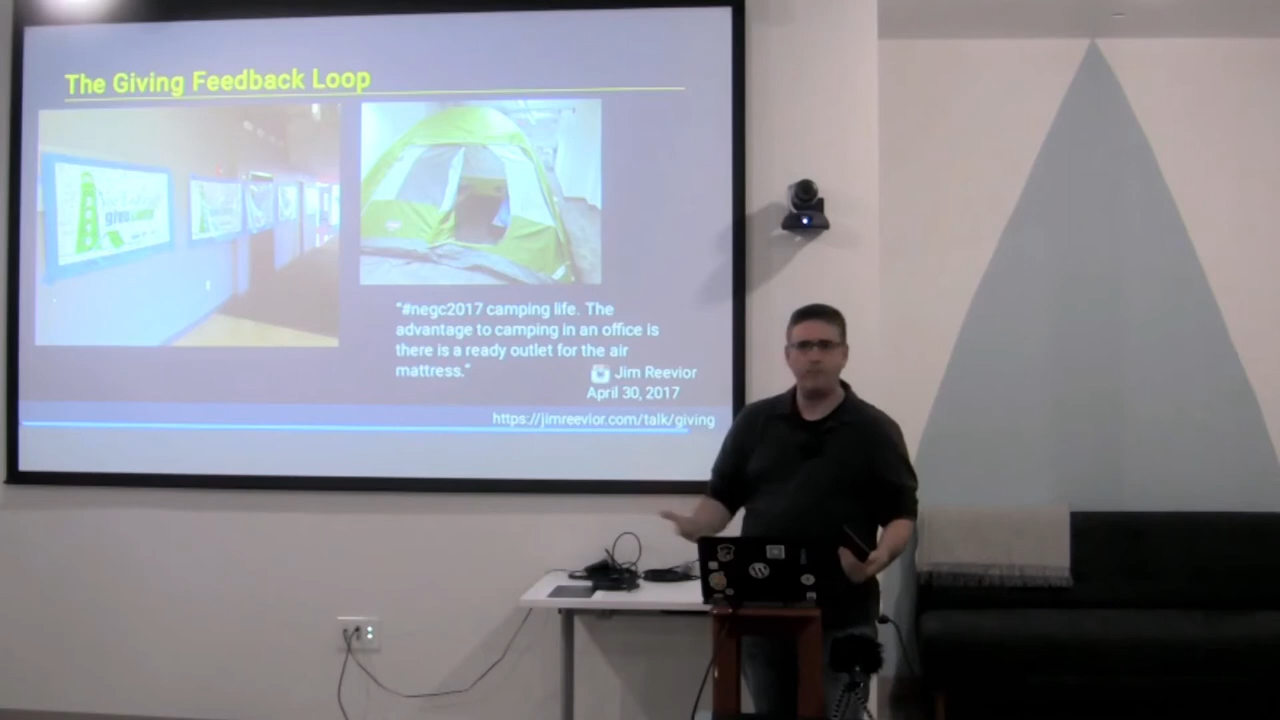 The Giving Feedback Loop
"#negc2017 camping life. The
advantage to camping in an office is
there is a ready outlet for the air
mattress."
Jim Reevior
April 30, 2017
https://jimreevior.com/talk/giving